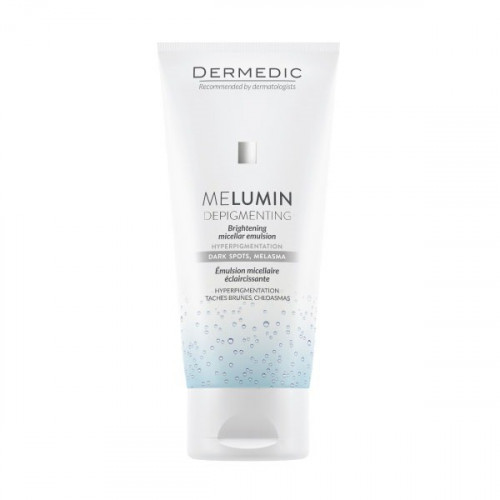 DERMEDIC
Recommended by dermatologists
MELUMIN
DEPIGMENTING
Brightening
micellar emulsion
HYPERPIGMENTATION
DARK SPOTS, MELASMA
Émulsion micellaire
éclaircissante
HYPERPIGMENTATION
TACHES BRUNES, CHLOASMAS